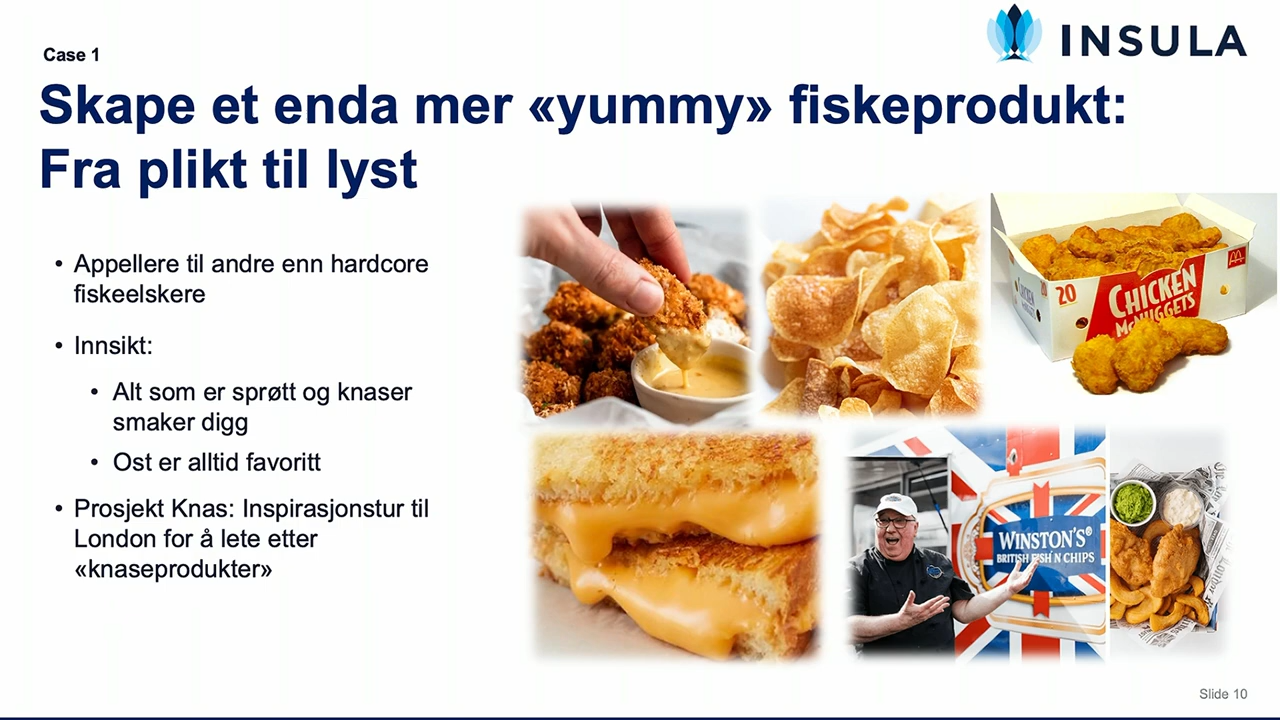 INSULA
Case 1
Skape et enda mer «yummy» fiskeprodukt:
Fra plikt til lyst
• Appellere til andre enn hardcore
fiskeelskere
• Innsikt:
• Alt som er sprøtt og knaser
smaker digg
• Ost er alltid favoritt
• Prosjekt Knas: Inspirasjonstur til
London for å lete etter
«knaseprodukter»
20
CHICKEN
McNUGGETS
WINSTON'S®
BRITISH FISH N CHIPS
Slide 10